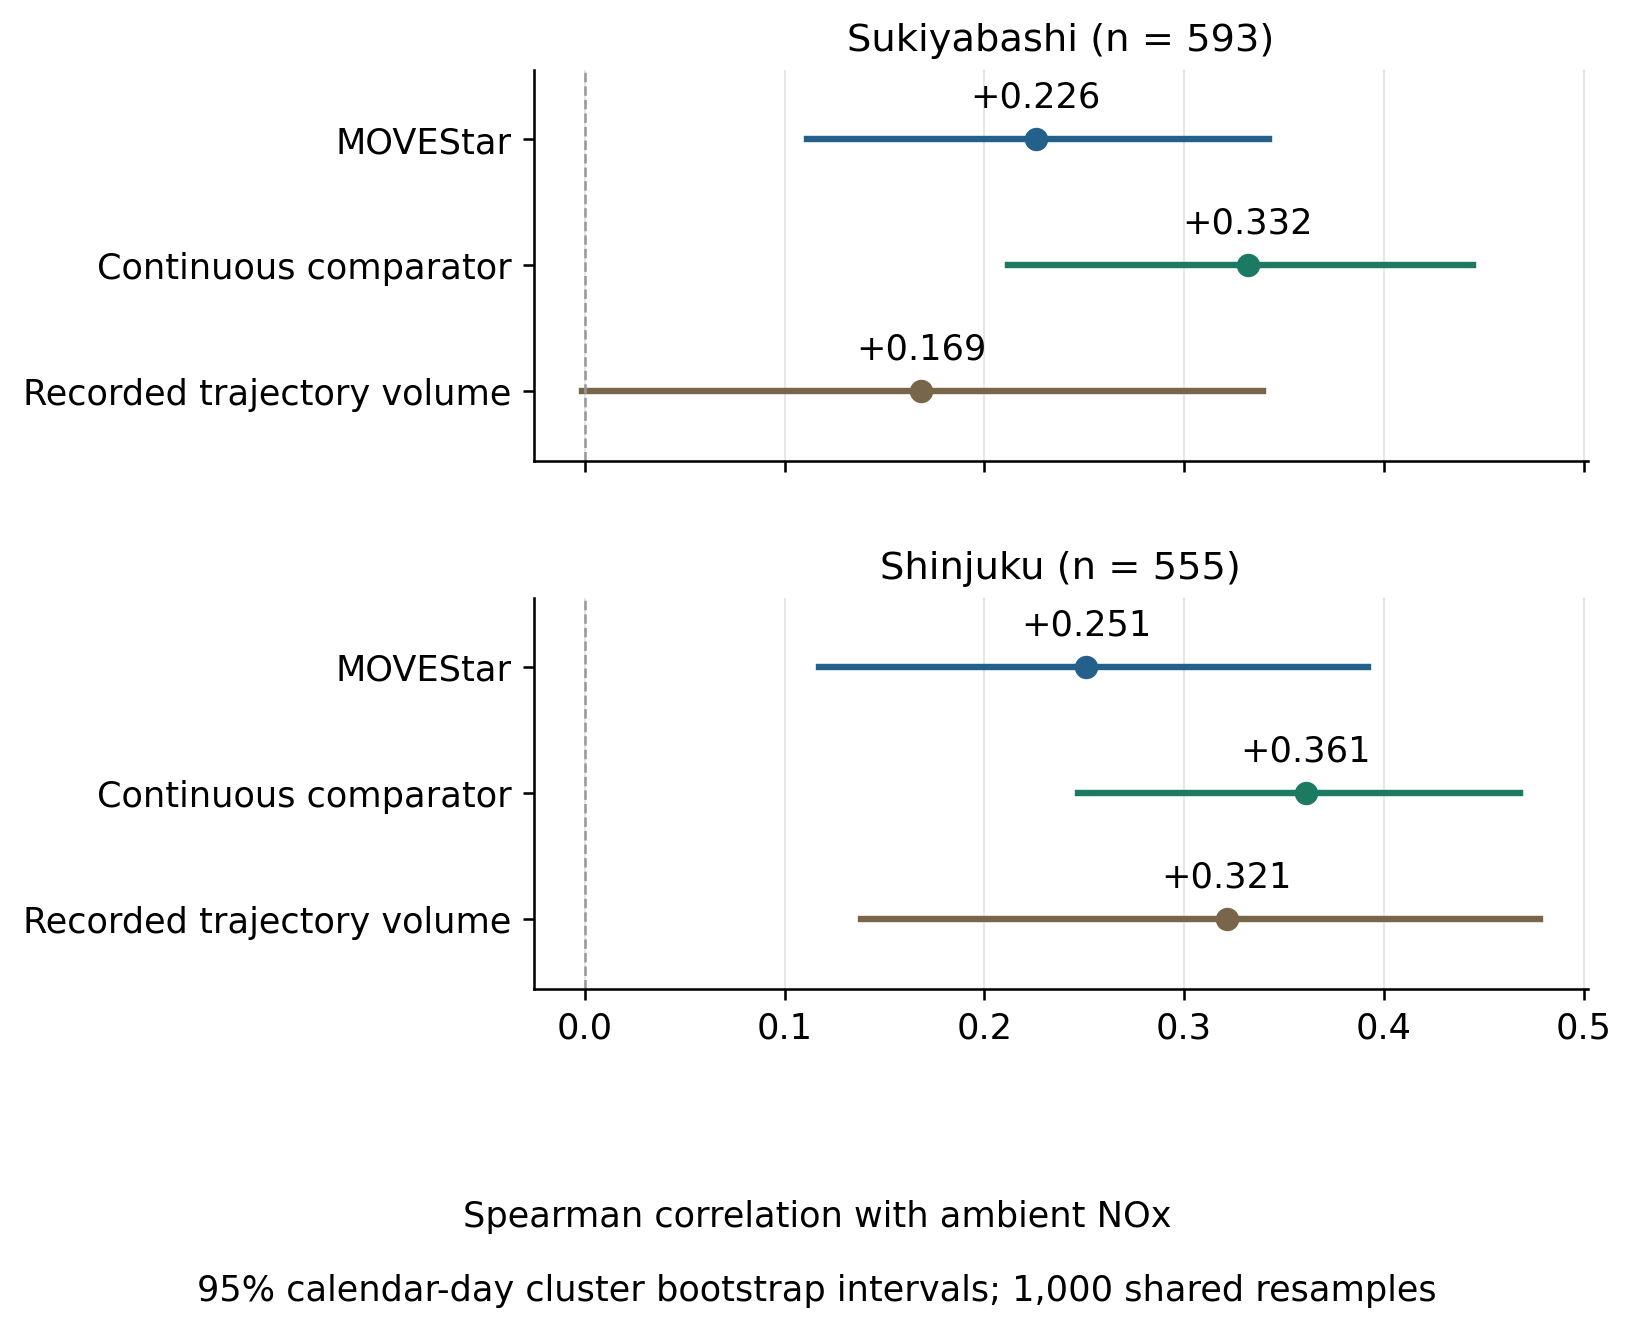 Sukiyabashi (n = 593)
+0.226
MOVEStar
+0.332
Continuous comparator
+0.169
Recorded trajectory volume
Shinjuku (n = 555)
+0.251
MOVEStar
+0.361
Continuous comparator
+0.321
Recorded trajectory volume
0.0 0.1 0.2 0.3 0.4 0.5
Spearman correlation with ambient NOx
95% calendar-day cluster bootstrap intervals; 1,000 shared resamples